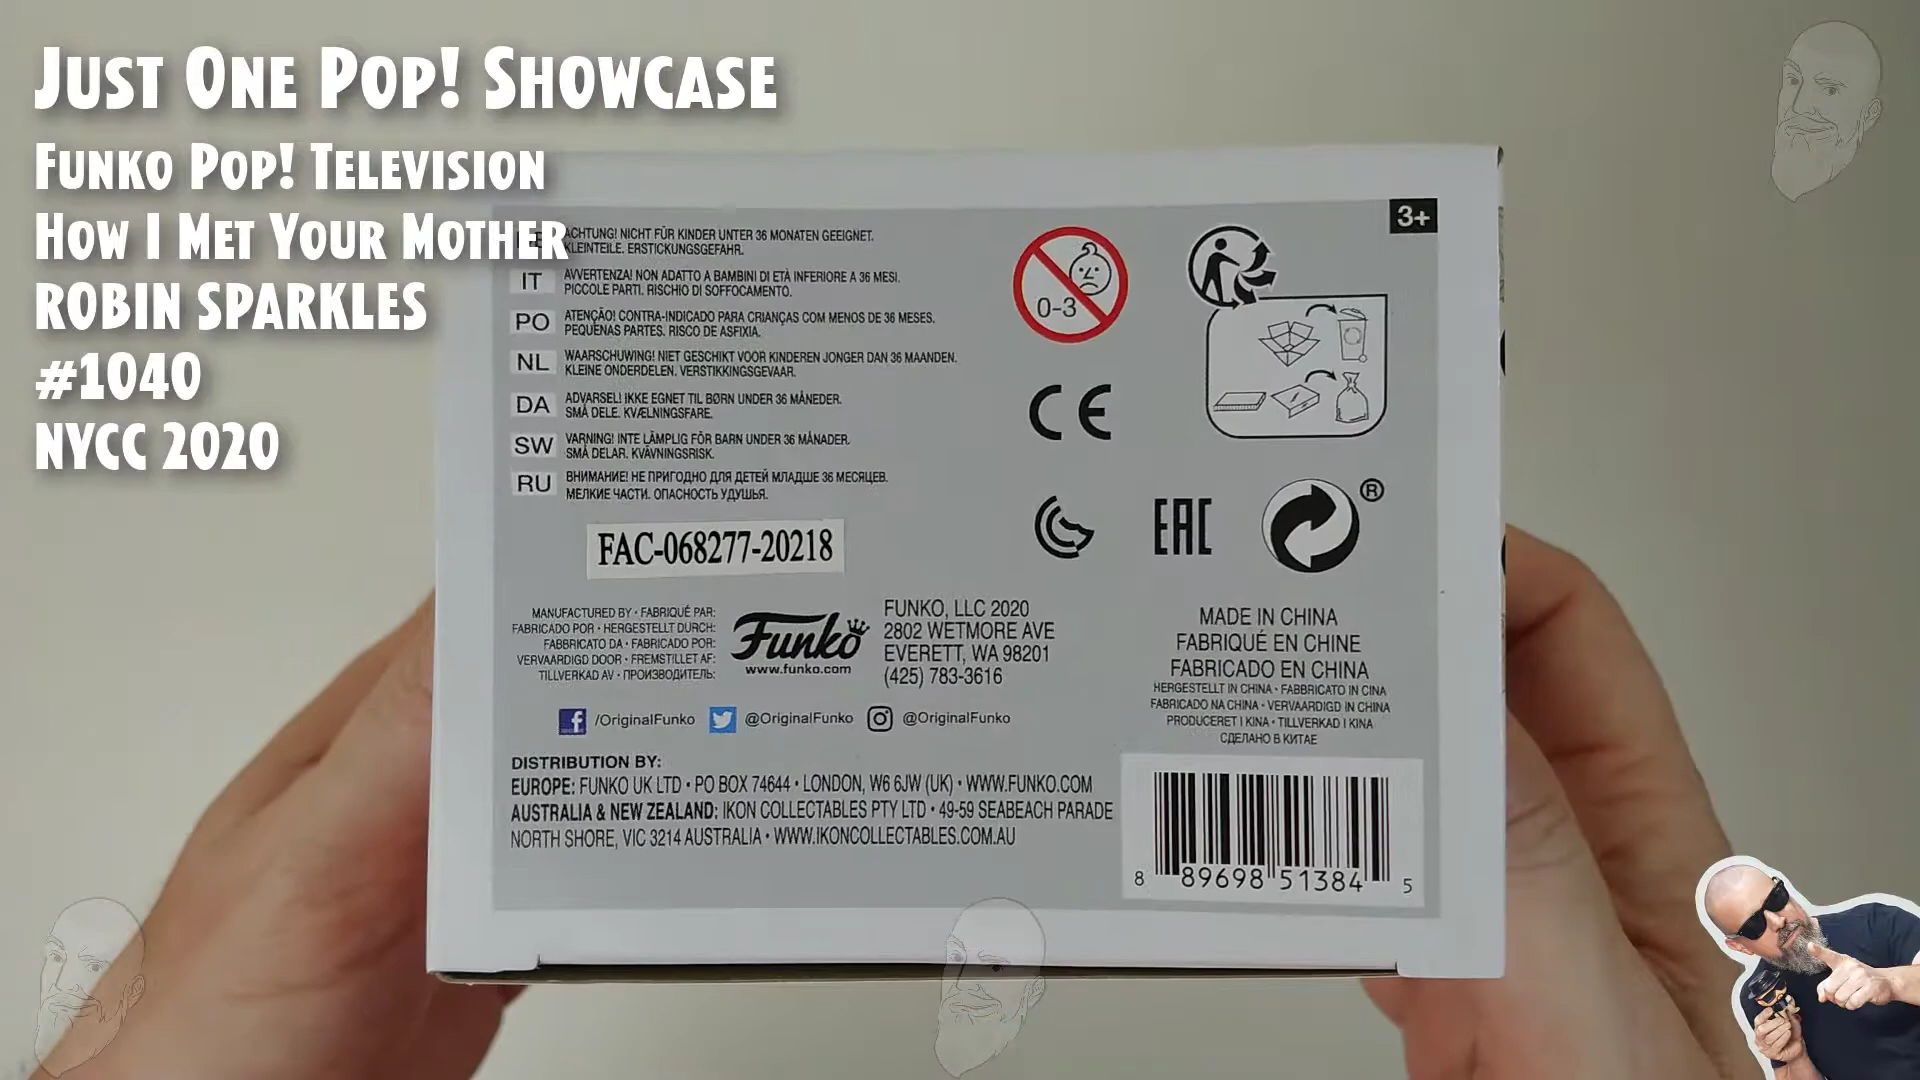 JUST ONE POP! SHOWCASE
FUNKO POP! TELEVISION
HOW I MET YOUR MOTHER
ROBIN SPARKLES
#1040
NYCC 2020
3+
ACHTUNG! NICHT FÜR KINDER UNTER 36 MONATEN GEEIGNET.
KLEINTEILE. ERSTICKUNGSGEFAHR.
IT AVVERTENZA! NON ADATTO A BAMBINI DI ETÀ INFERIORE A 36 MESI.
PICCOLE PARTI. RISCHIO DI SOFFOCAMENTO.
PO ATENÇÃO! CONTRA-INDICADO PARA CRIANÇAS COM MENOS DE 36 MESES.
PEQUENAS PARTES. RISCO DE ASFIXIA.
NL WAARSCHUWING! NIET GESCHIKT VOOR KINDEREN JONGER DAN 36 MAANDEN.
KLEINE ONDERDELEN. VERSTIKKINGSGEVAAR.
DA ADVARSEL! IKKE EGNET TIL BØRN UNDER 36 MÅNEDER.
SMÅ DELE. KVÆLNINGSFARE.
SW VARNING! INTE LÄMPLIG FÖR BARN UNDER 36 MÅNADER.
SMÅ DELAR. KVÄVNINGSRISK.
RU ВНИМАНИЕ! НЕ ПРИГОДНО ДЛЯ ДЕТЕЙ МЛАДШЕ 36 МЕСЯЦЕВ.
МЕЛКИЕ ЧАСТИ. ОПАСНОСТЬ УДУШЬЯ.
0-3
CE
EAC
®
FAC-068277-20218
MANUFACTURED BY • FABRIQUÉ PAR:
FABRICADO POR • HERGESTELLT DURCH:
FABBRICATO DA • FABRICADO POR:
VERVAARDIGD DOOR • FREMSTILLET AF:
TILLVERKAD AV • ПРОИЗВОДИТЕЛЬ:
Funko
www.funko.com
FUNKO, LLC 2020
2802 WETMORE AVE
EVERETT, WA 98201
(425) 783-3616
MADE IN CHINA
FABRIQUÉ EN CHINE
FABRICADO EN CHINA
HERGESTELLT IN CHINA • FABBRICATO IN CINA
FABRICADO NA CHINA • VERVAARDIGD IN CHINA
PRODUCERET I KINA • TILLVERKAD I KINA
СДЕЛАНО В КИТАЕ
/OriginalFunko @OriginalFunko @OriginalFunko
DISTRIBUTION BY:
EUROPE: FUNKO UK LTD • PO BOX 74644 • LONDON, W6 6JW (UK) • WWW.FUNKO.COM
AUSTRALIA & NEW ZEALAND: IKON COLLECTABLES PTY LTD • 49-59 SEABEACH PARADE
NORTH SHORE, VIC 3214 AUSTRALIA • WWW.IKONCOLLECTABLES.COM.AU
8 89698 51384 5